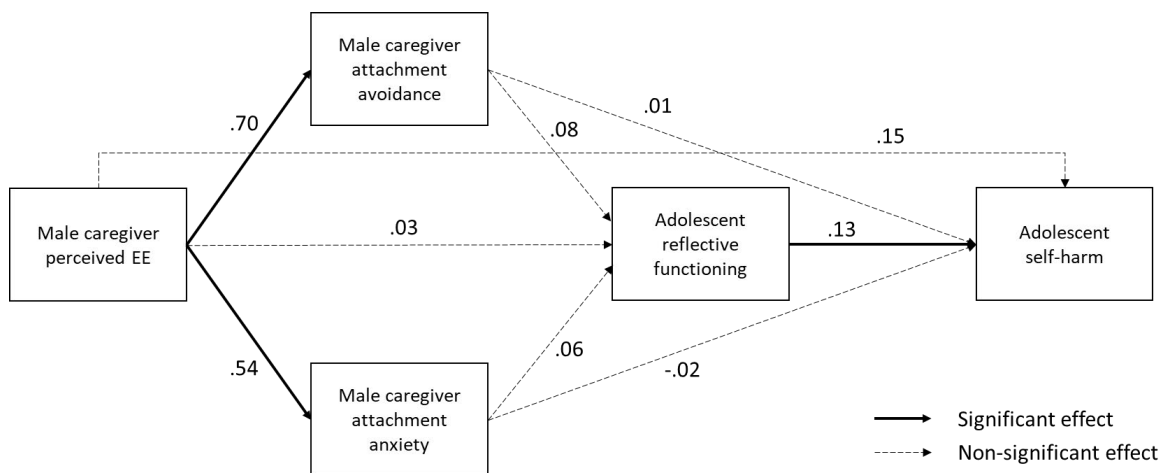 Male caregiver
attachment
avoidance
.70
.08
.01
.15
Male caregiver
perceived EE
.03
Adolescent
reflective
functioning
.13
Adolescent
self-harm
.54
.06
-.02
Male caregiver
attachment
anxiety
Significant effect
Non-significant effect